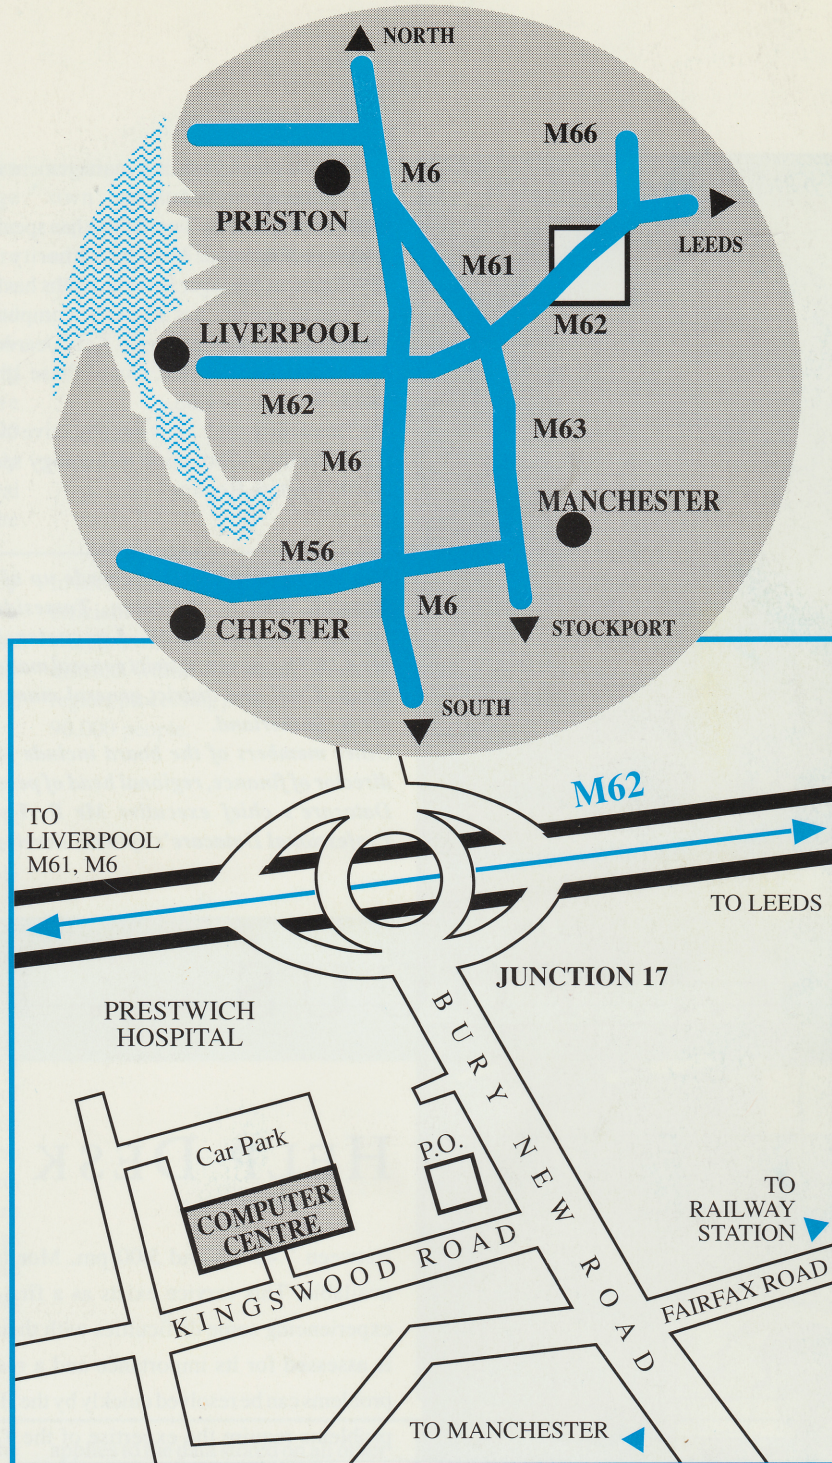 NORTH
M66
M6
PRESTON
LEEDS
M61
M62
LIVERPOOL
M62
M63
M6
MANCHESTER
M56
M6
CHESTER
STOCKPORT
SOUTH
M62
TO
LIVERPOOL
M61, M6
TO LEEDS
JUNCTION 17
PRESTWICH
HOSPITAL
BURY NEW ROAD
Car Park
P.O.
COMPUTER
CENTRE
TO
RAILWAY
STATION
KINGSWOOD ROAD
FAIRFAX ROAD
TO MANCHESTER